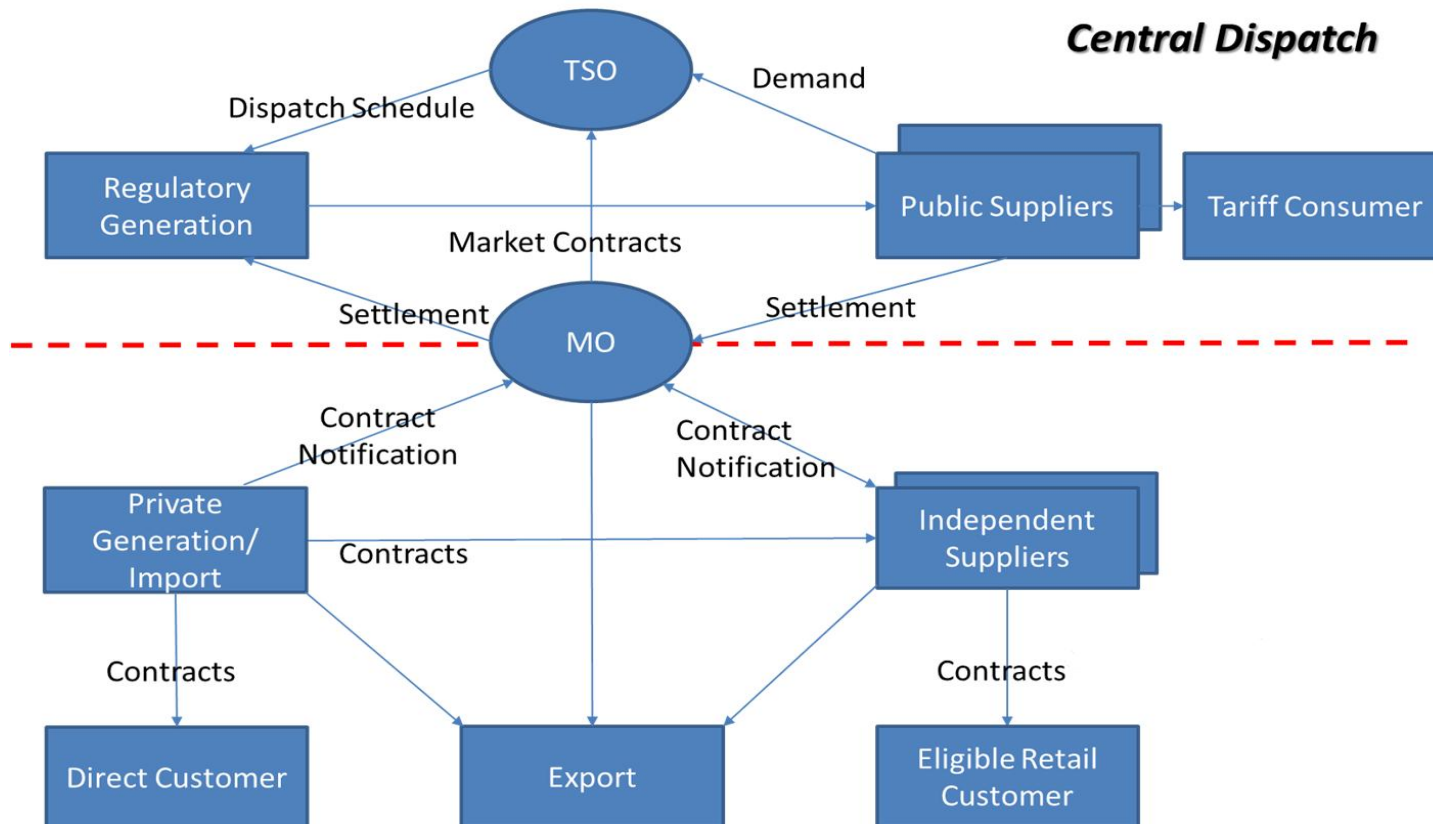 Central Dispatch
TSO
Demand
Dispatch Schedule
Regulatory
Generation
Public Suppliers
Tariff Consumer
Market Contracts
Settlement
Settlement
MO
Contract
Notification
Contract
Notification
Private
Generation/
Import
Contracts
Independent
Suppliers
Contracts
Contracts
Direct Customer
Export
Eligible Retail
Customer